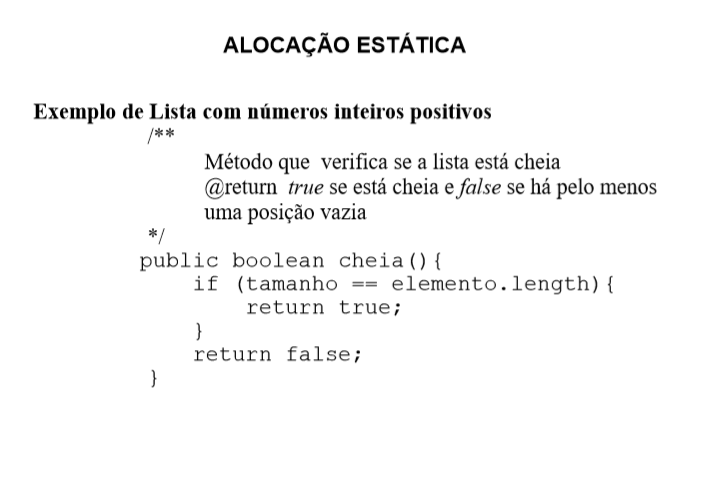 ALOCAÇÃO ESTÁTICA
Exemplo de Lista com números inteiros positivos
/**
Método que verifica se a lista está cheia
@return true se está cheia e false se há pelo menos
uma posição vazia
*/
public boolean cheia(){
if (tamanho == elemento.length){
return true;
}
return false;
}